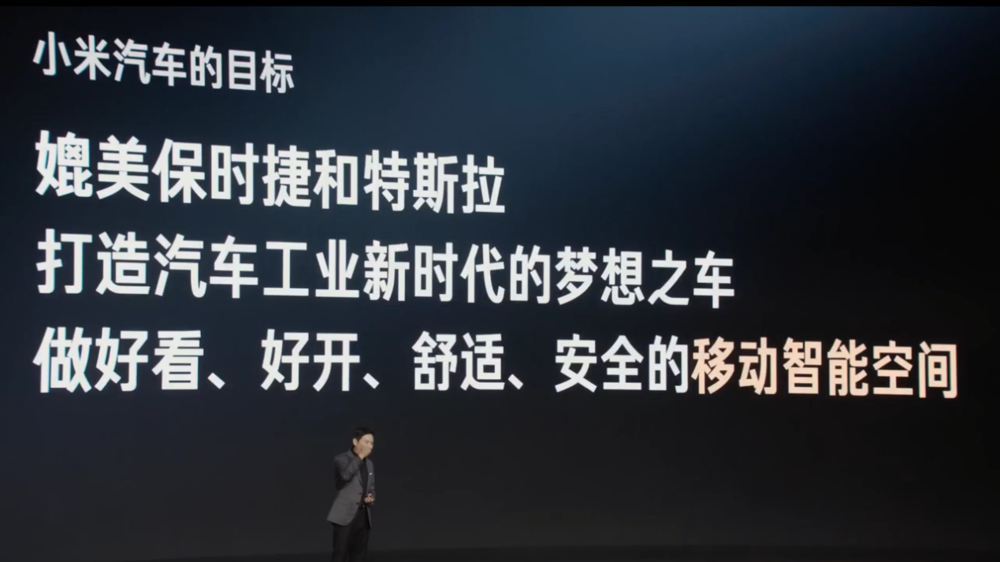 小米汽车的目标
媲美保时捷和特斯拉
打造汽车工业新时代的梦想之车
做好看、好开、舒适、安全的移动智能空间